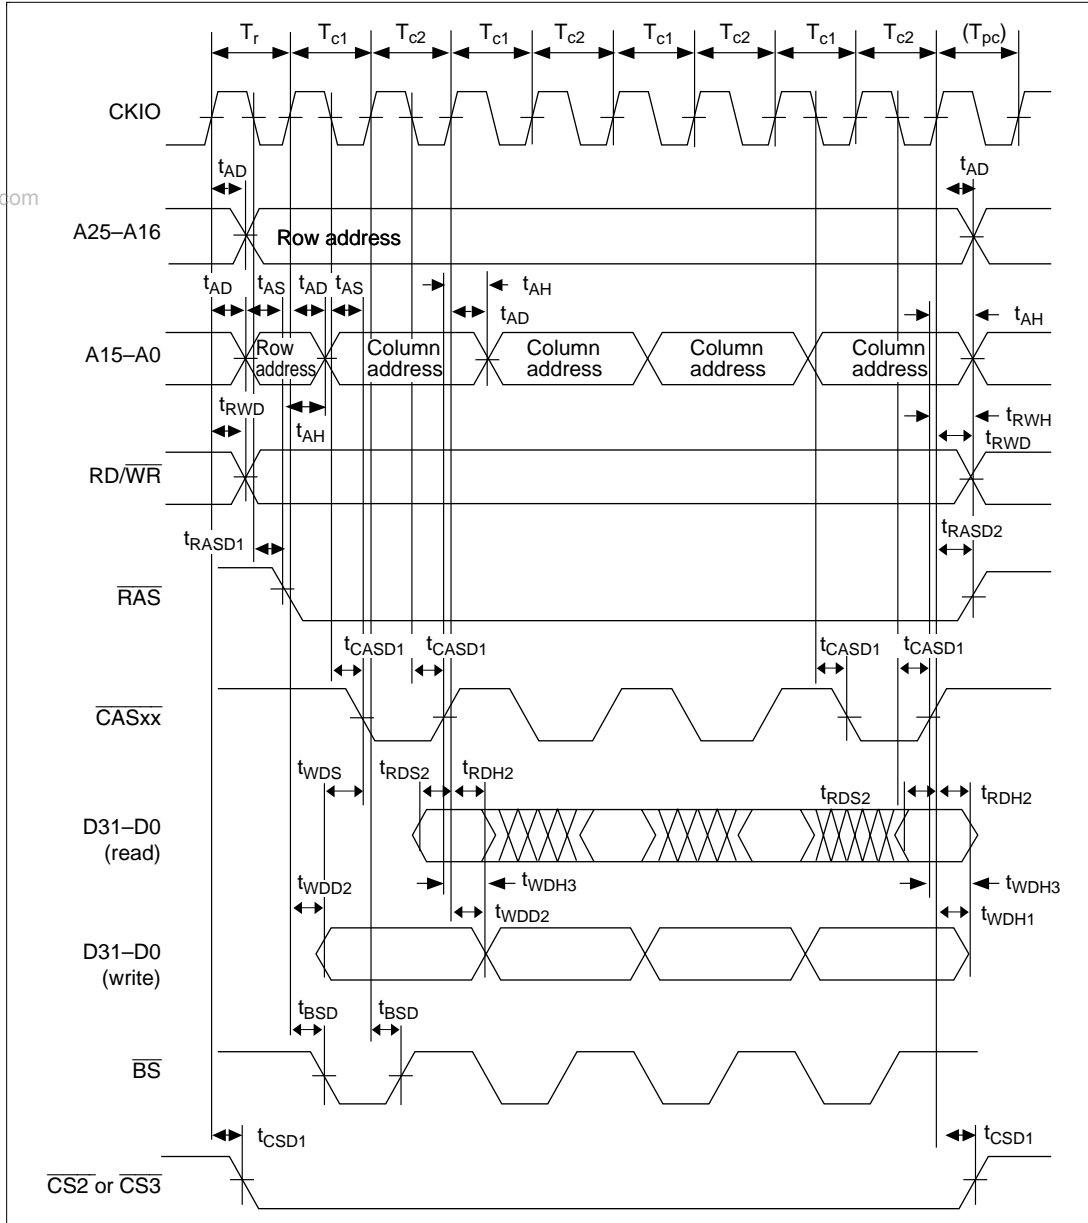 Tr Tc1 Tc2 Tc1 Tc2 Tc1 Tc2 Tc1 Tc2 (Tpc)
CKIO
tAD tAD
com
A25–A16 Row address
tAD tAS tAD tAS tAH
tAD tAH
A15–A0 Row address Column address Column address Column address Column address
tRWD tAH tRWH
tRWD
RD/WR
tRASD1 tRASD2
RAS
tCASD1 tCASD1 tCASD1 tCASD1
CASxx
tWDS tRDS2 tRDH2 tRDS2 tRDH2
D31–D0
(read)
tWDH3 tWDH3
tWDD2 tWDD2 tWDH1
D31–D0
(write)
tBSD tBSD
BS
tCSD1 tCSD1
CS2 or CS3